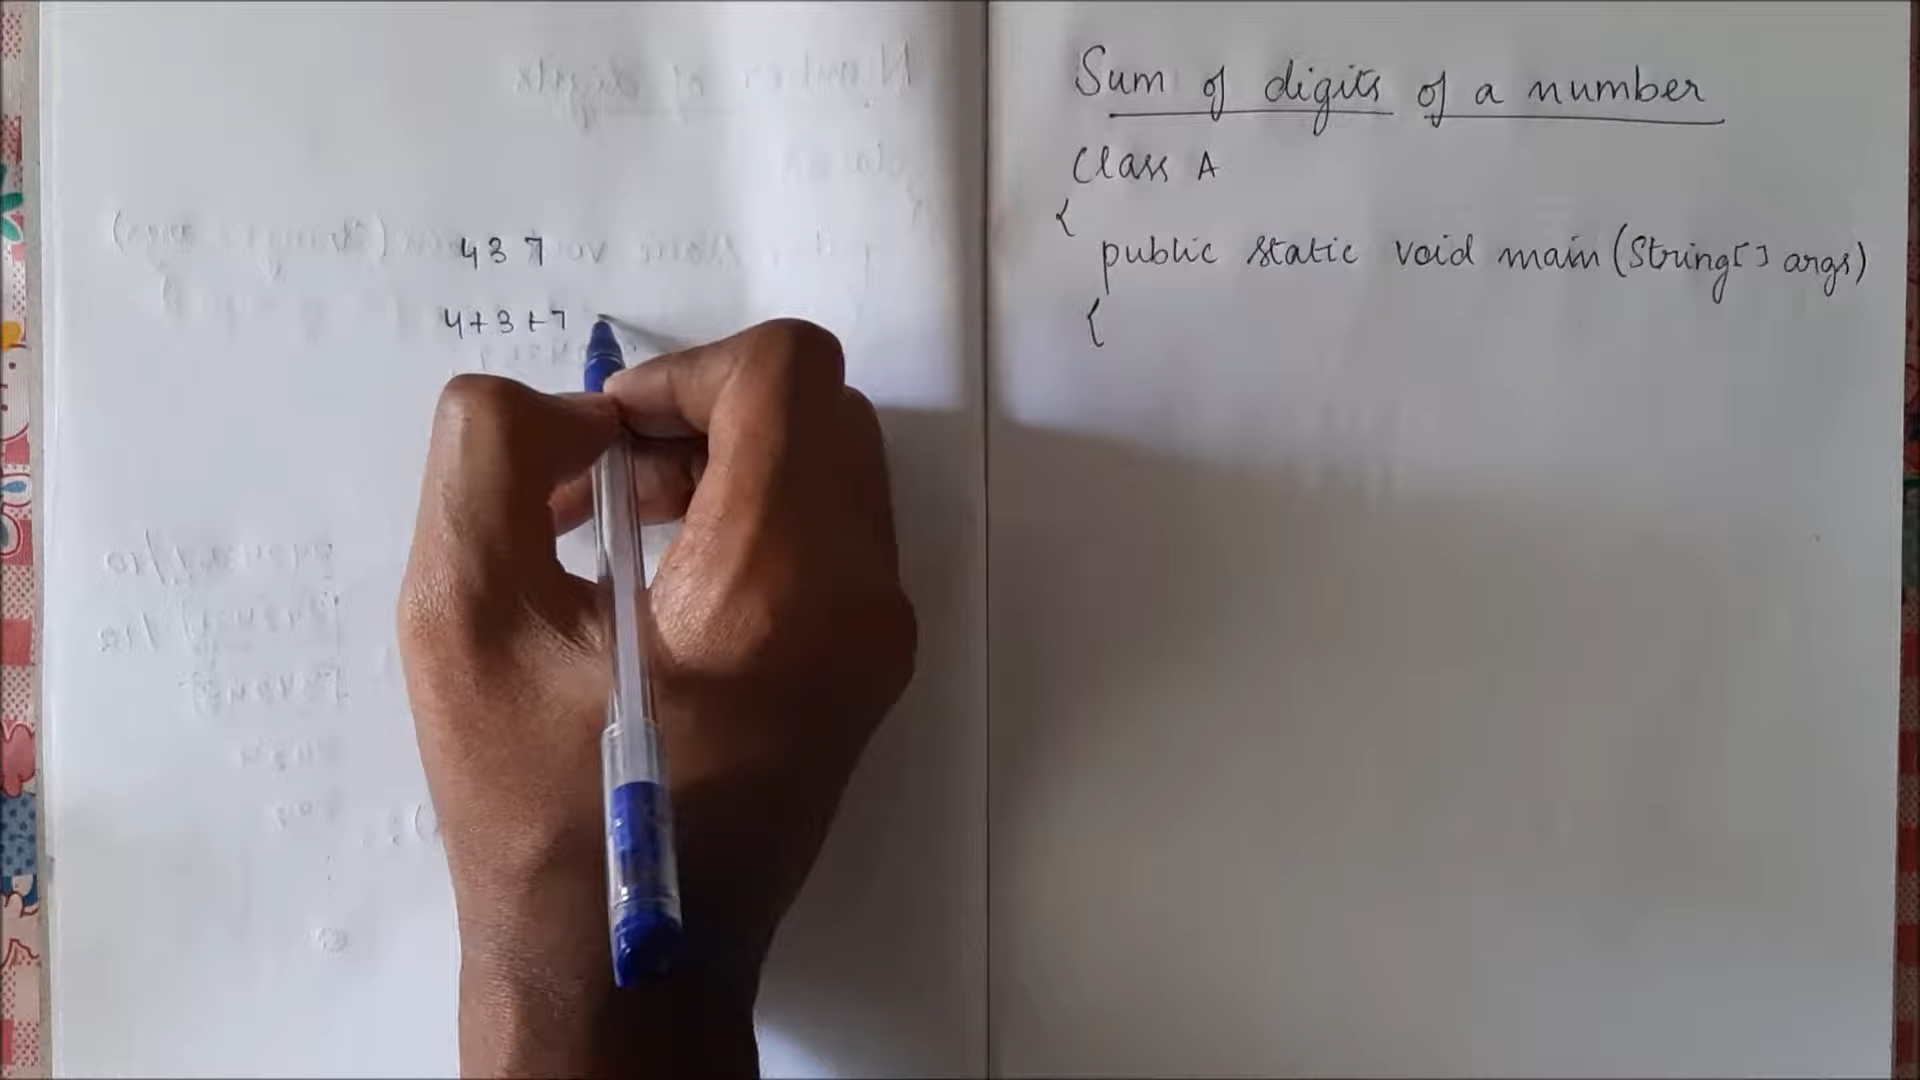 437
4+3+7
Sum of digits of a number
Class A
{
public static void main(String[] args)
{